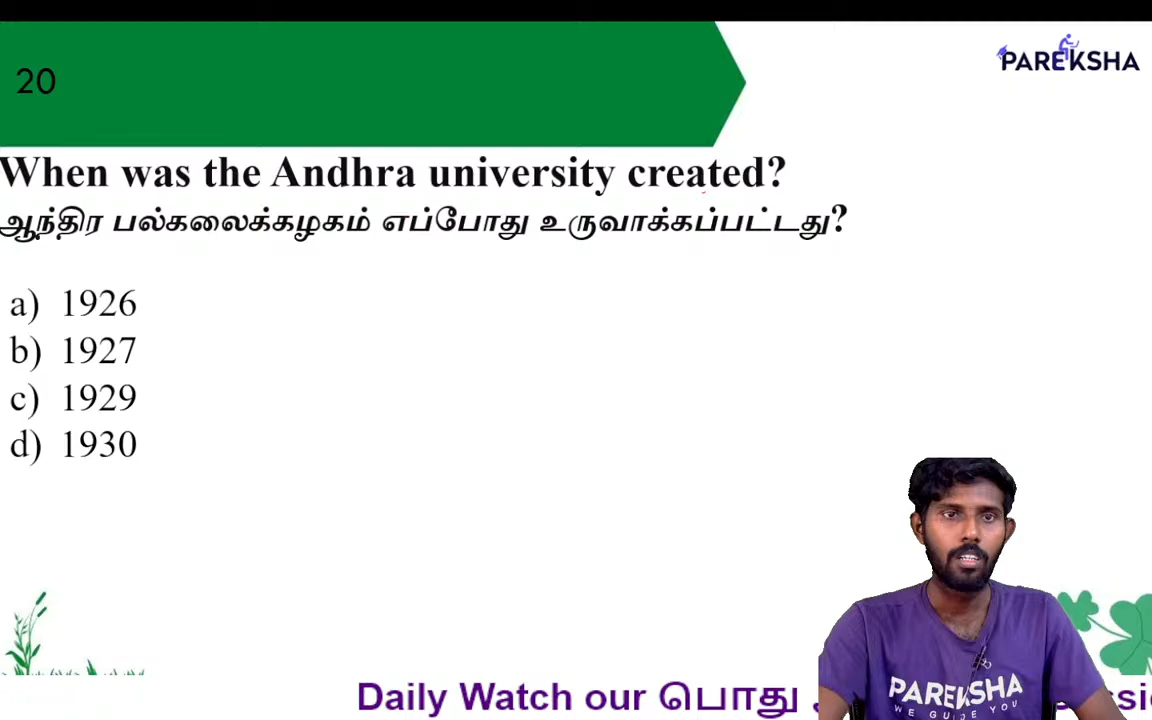 PAREKSHA
20
When was the Andhra university created?
ஆந்திர பல்கலைக்கழகம் எப்போது உருவாக்கப்பட்டது?
a) 1926
b) 1927
c) 1929
d) 1930
PAREKSHA
WE GUIDE YOU
Daily Watch our பொது